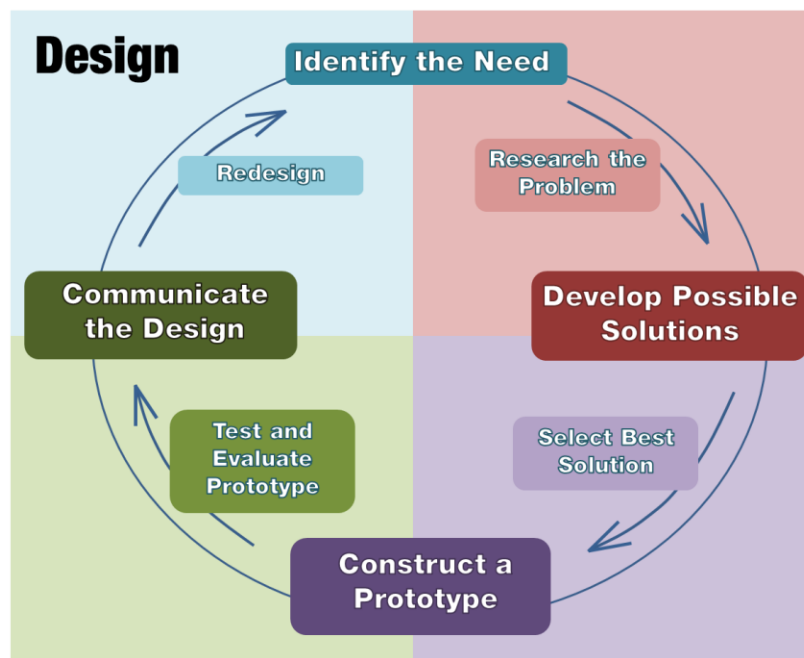 Design
Identify the Need
Research the
Problem
Develop Possible
Solutions
Select Best
Solution
Construct a
Prototype
Test and
Evaluate
Prototype
Communicate
the Design
Redesign